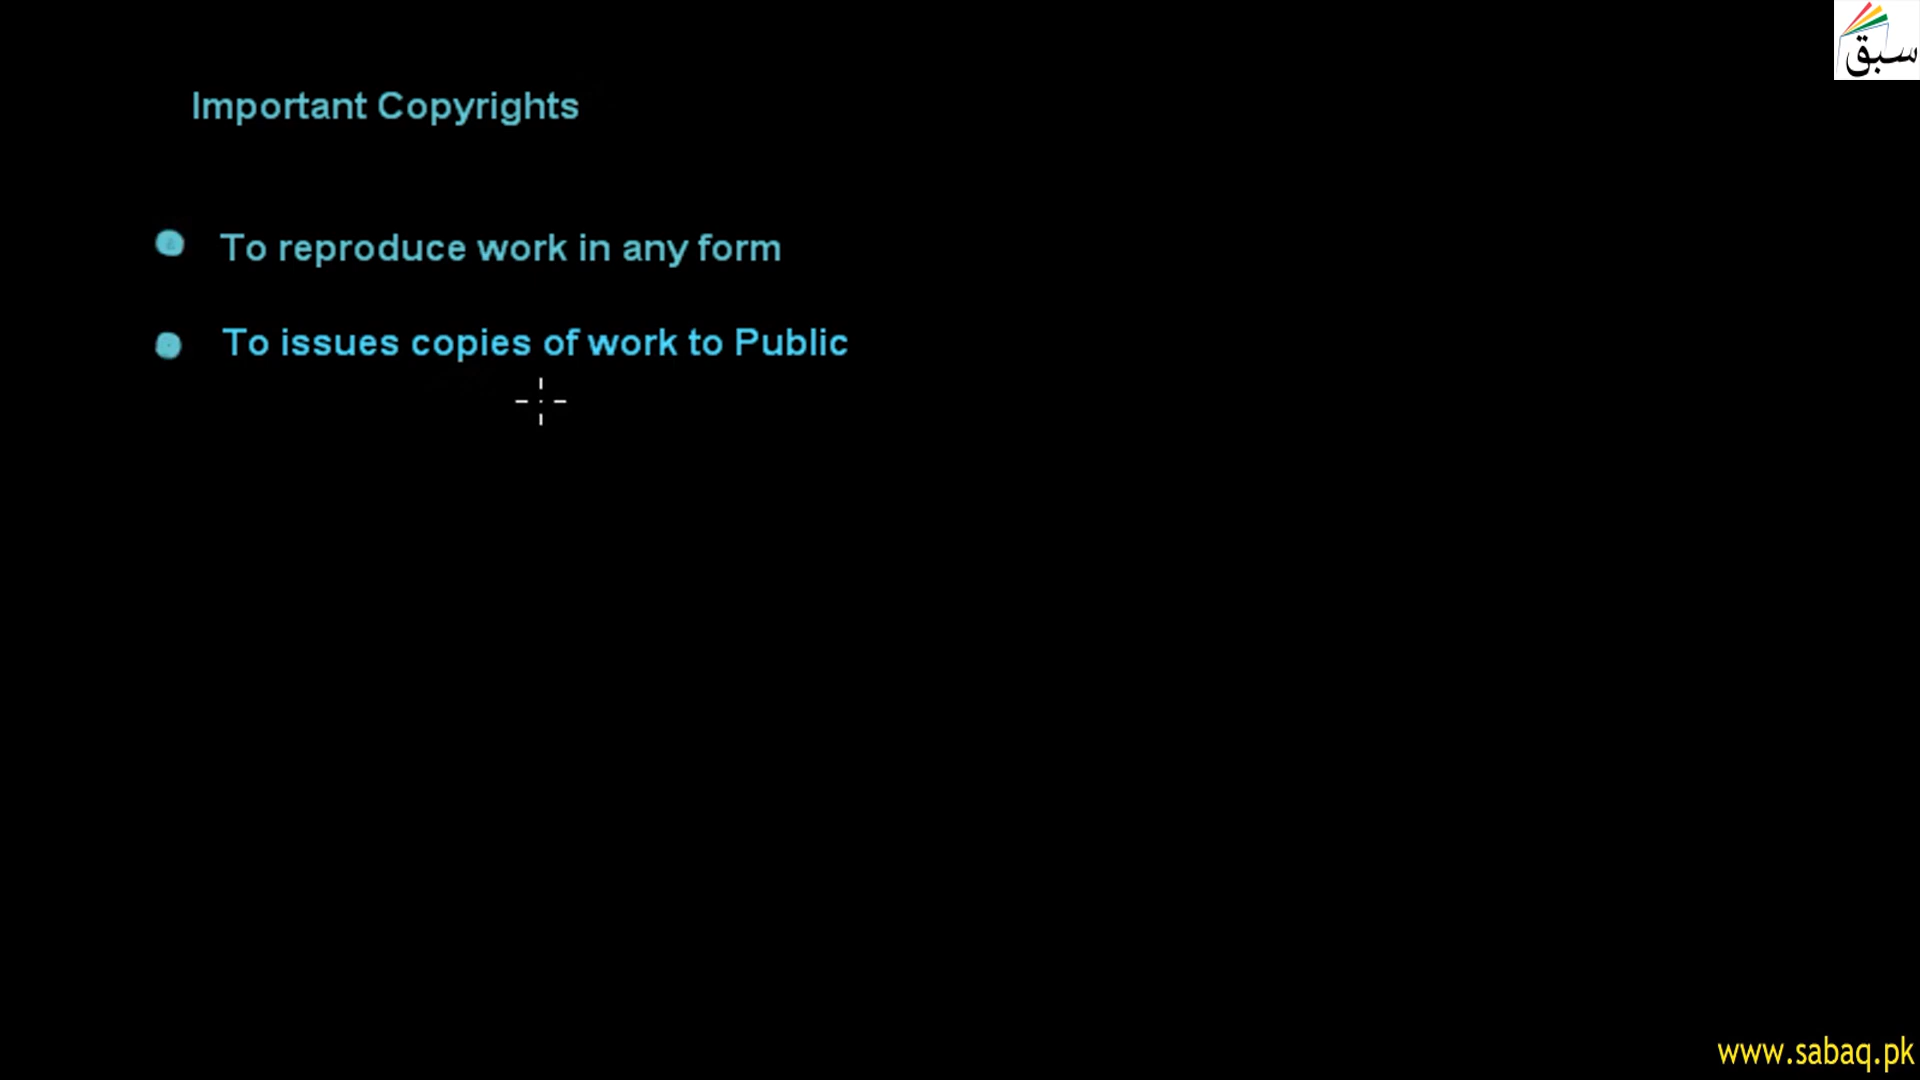 سبق
Important Copyrights
To reproduce work in any form
To issues copies of work to Public
www.sabaq.pk